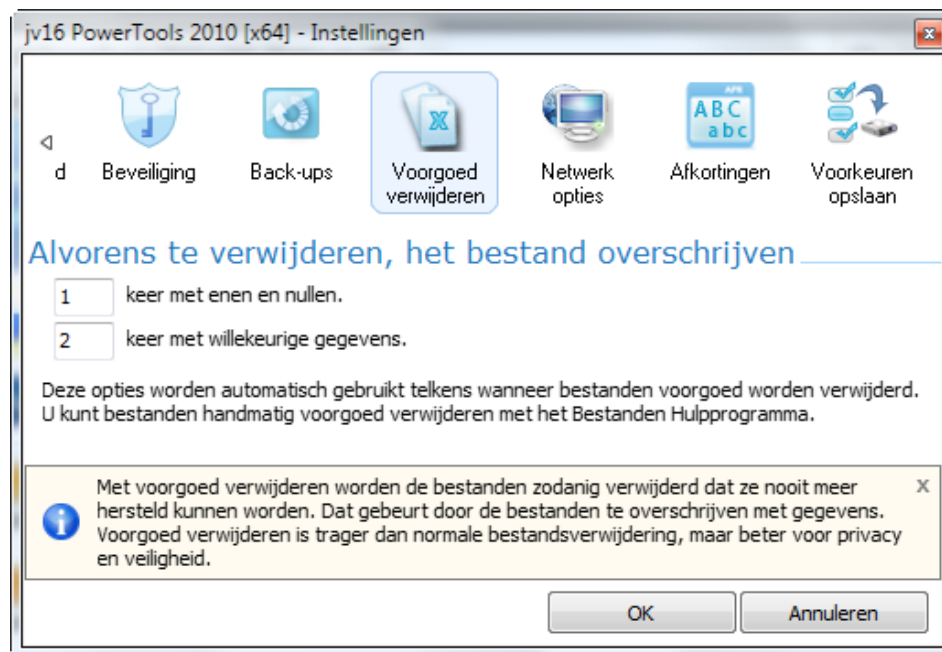 jv16 PowerTools 2010 [x64] - Instellingen
d
Beveiliging
Back-ups
Voorgoed
verwijderen
Netwerk
opties
ABC
abc
Afkortingen
Voorkeuren
opslaan
Alvorens te verwijderen, het bestand overschrijven
1 keer met enen en nullen.
2 keer met willekeurige gegevens.
Deze opties worden automatisch gebruikt telkens wanneer bestanden voorgoed worden verwijderd.
U kunt bestanden handmatig voorgoed verwijderen met het Bestanden Hulpprogramma.
Met voorgoed verwijderen worden de bestanden zodanig verwijderd dat ze nooit meer
hersteld kunnen worden. Dat gebeurt door de bestanden te overschrijven met gegevens.
Voorgoed verwijderen is trager dan normale bestandsverwijdering, maar beter voor privacy
en veiligheid.
OK
Annuleren